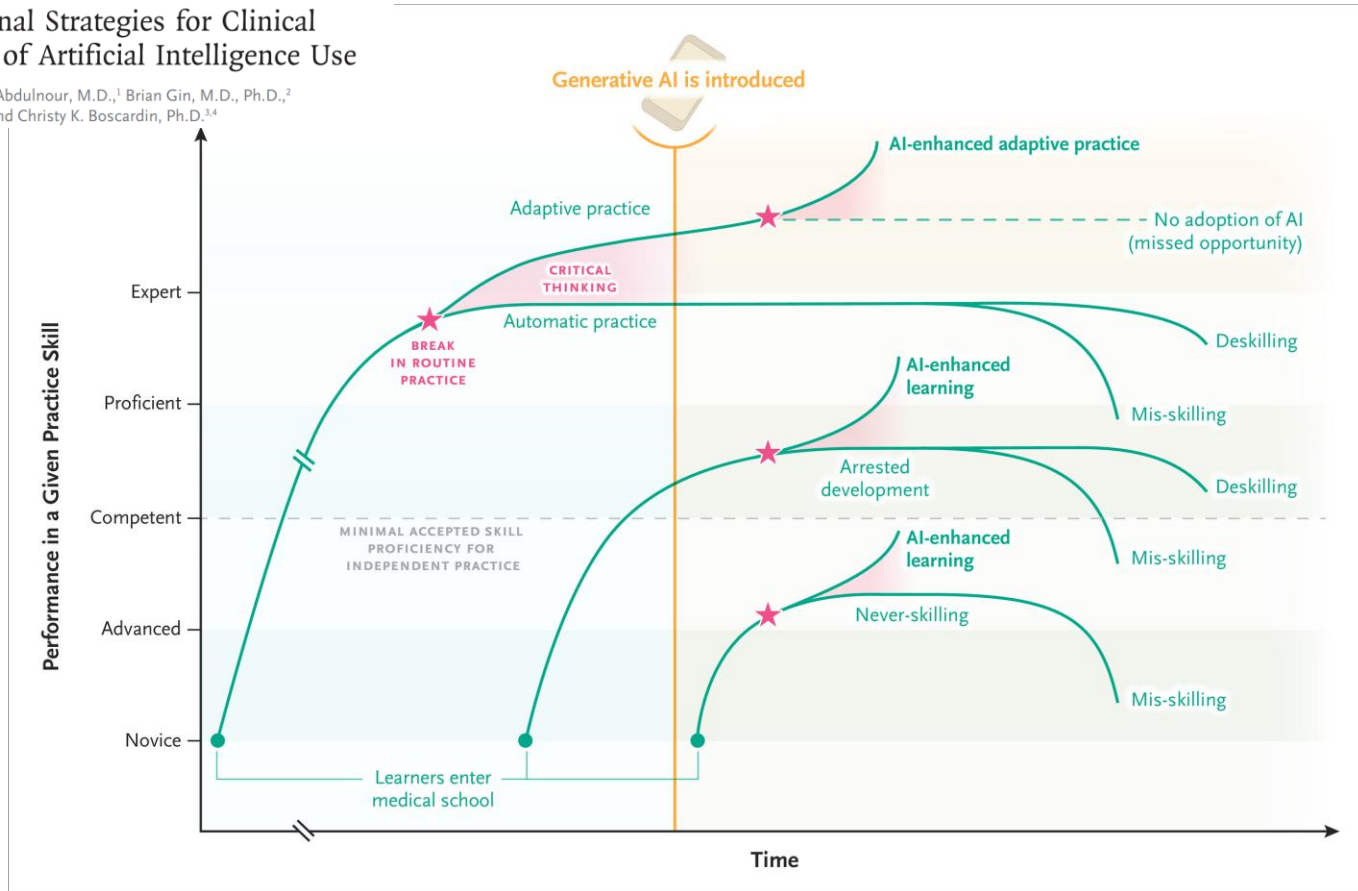 nal Strategies for Clinical
of Artificial Intelligence Use
Abdulnour, M.D.,1 Brian Gin, M.D., Ph.D.,2
nd Christy K. Boscardin, Ph.D.3,4
Generative AI is introduced
AI-enhanced adaptive practice
Adaptive practice
No adoption of AI
(missed opportunity)
CRITICAL
THINKING
Expert
Automatic practice
BREAK
IN ROUTINE
PRACTICE
Deskilling
AI-enhanced
learning
Proficient
Mis-skilling
Arrested
development
Deskilling
Competent
MINIMAL ACCEPTED SKILL
PROFICIENCY FOR
INDEPENDENT PRACTICE
AI-enhanced
learning
Mis-skilling
Advanced
Never-skilling
Mis-skilling
Novice
Learners enter
medical school
Performance in a Given Practice Skill
Time